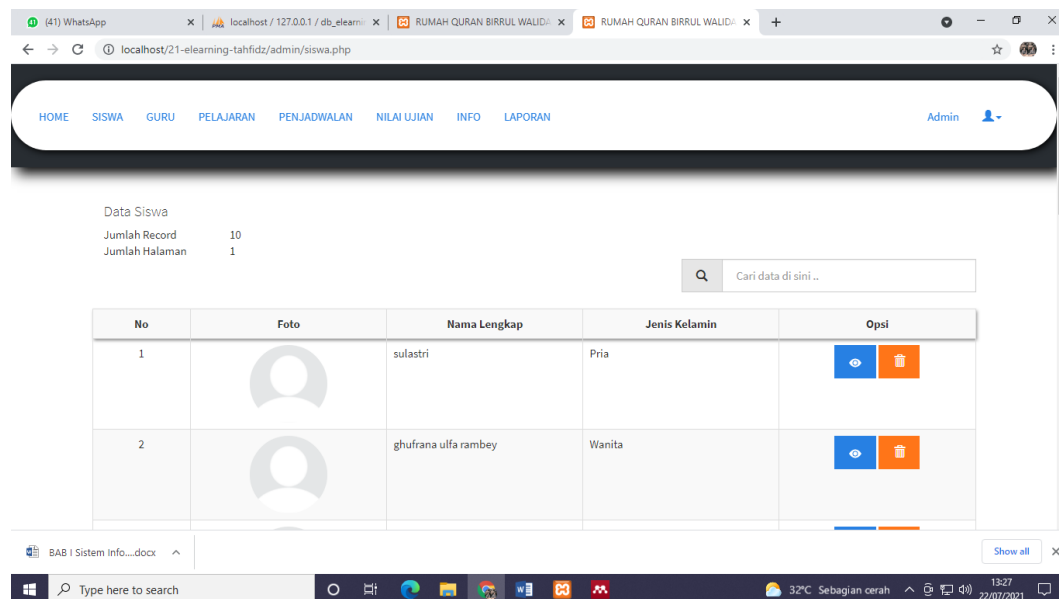 (41) WhatsApp
localhost / 127.0.0.1 / db_elearni
RUMAH QURAN BIRRUL WALIDA
RUMAH QURAN BIRRUL WALIDA
localhost/21-elearning-tahfidz/admin/siswa.php
HOME SISWA GURU PELAJARAN PENJADWALAN NILAI UJIAN INFO LAPORAN Admin
Data Siswa
Jumlah Record 10
Jumlah Halaman 1
Cari data di sini ..
No Foto Nama Lengkap Jenis Kelamin Opsi
1 sulastri Pria
2 ghufrana ulfa rambey Wanita
BAB I Sistem Info....docx Show all
Type here to search 32°C Sebagian cerah 13:27
22/07/2021